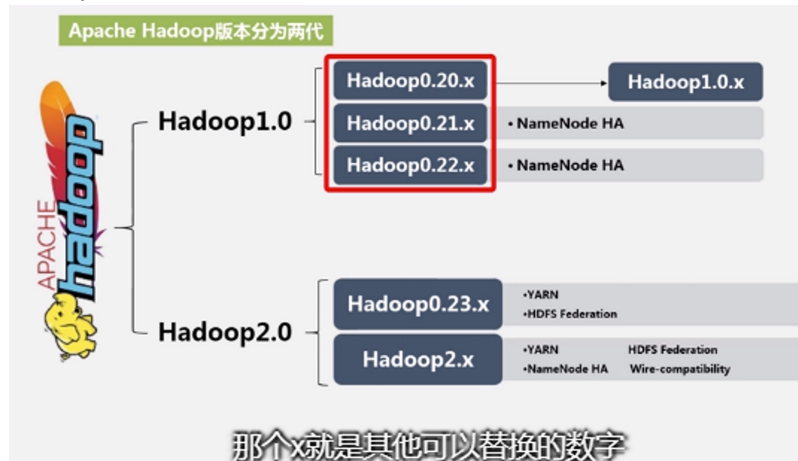 Apache Hadoop版本分为两代
APACHE
hadoop
Hadoop1.0
Hadoop0.20.x
Hadoop1.0.x
Hadoop0.21.x
• NameNode HA
Hadoop0.22.x
• NameNode HA
Hadoop2.0
Hadoop0.23.x
•YARN
•HDFS Federation
Hadoop2.x
•YARN HDFS Federation
•NameNode HA Wire-compatibility
那个x就是其他可以替换的数字